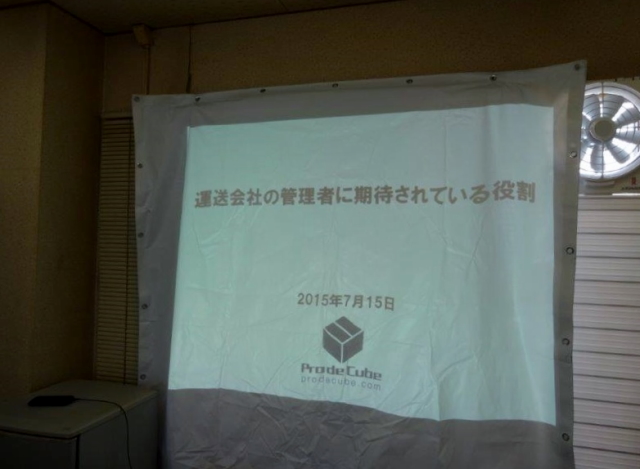 運送会社の管理者に期待されている役割
2015年7月15日
ProdeCube
prodecube.com